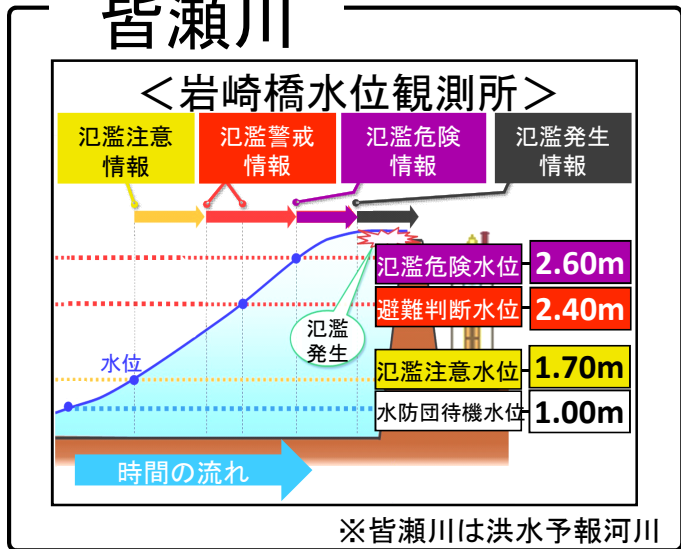 皆瀬川
＜岩崎橋水位観測所＞
氾濫注意
情報
氾濫警戒
情報
氾濫危険
情報
氾濫発生
情報
氾濫危険水位
2.60m
避難判断水位
2.40m
氾濫
発生
水位
氾濫注意水位
1.70m
水防団待機水位
1.00m
時間の流れ
※皆瀬川は洪水予報河川